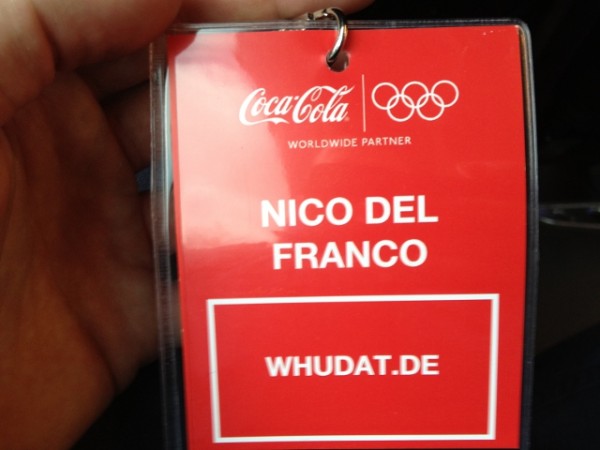 Coca-Cola
WORLDWIDE PARTNER
NICO DEL
FRANCO
WHUDAT.DE